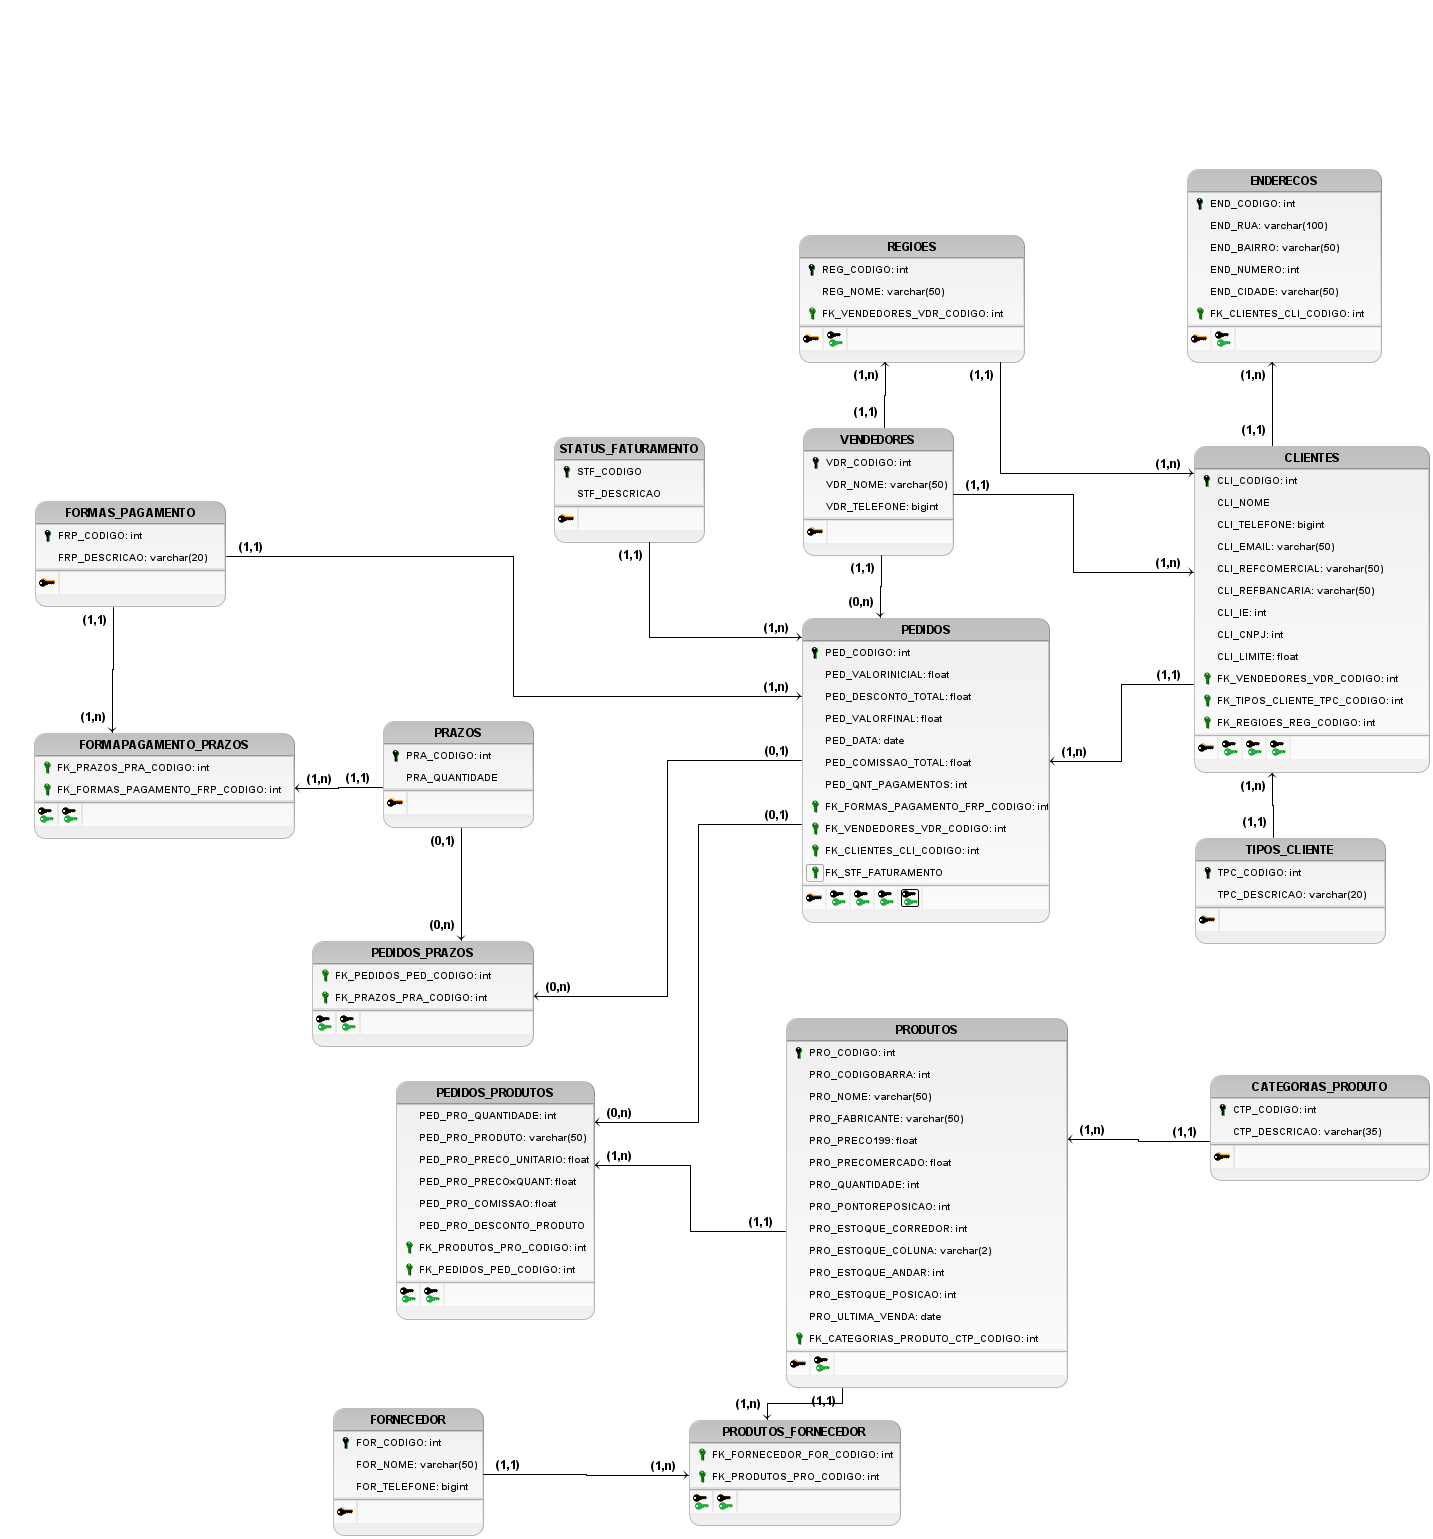 ENDERECOS
END_CODIGO: int
END_RUA: varchar(100)
END_BAIRRO: varchar(50)
END_NUMERO: int
END_CIDADE: varchar(50)
FK_CLIENTES_CLI_CODIGO: int
(1,n)
(1,1)
REGIOES
REG_CODIGO: int
REG_NOME: varchar(50)
FK_VENDEDORES_VDR_CODIGO: int
(1,n)
(1,1)
(1,1)
(1,n)
VENDEDORES
VDR_CODIGO: int
VDR_NOME: varchar(50)
VDR_TELEFONE: bigint
(1,1)
(1,n)
(1,1)
(0,n)
STATUS_FATURAMENTO
STF_CODIGO
STF_DESCRICAO
(1,1)
(1,n)
CLIENTES
CLI_CODIGO: int
CLI_NOME
CLI_TELEFONE: bigint
CLI_EMAIL: varchar(50)
CLI_REFCOMERCIAL: varchar(50)
CLI_REFBANCARIA: varchar(50)
CLI_IE: int
CLI_CNPJ: int
CLI_LIMITE: float
FK_VENDEDORES_VDR_CODIGO: int
FK_TIPOS_CLIENTE_TPC_CODIGO: int
FK_REGIOES_REG_CODIGO: int
(1,1)
(1,n)
(1,n)
(1,1)
FORMAS_PAGAMENTO
FRP_CODIGO: int
FRP_DESCRICAO: varchar(20)
(1,1)
(1,n)
(1,1)
(1,n)
PEDIDOS
PED_CODIGO: int
PED_VALORINICIAL: float
PED_DESCONTO_TOTAL: float
PED_VALORFINAL: float
PED_DATA: date
PED_COMISSAO_TOTAL: float
PED_QNT_PAGAMENTOS: int
FK_FORMAS_PAGAMENTO_FRP_CODIGO: int
FK_VENDEDORES_VDR_CODIGO: int
FK_CLIENTES_CLI_CODIGO: int
FK_STF_FATURAMENTO
(0,1)
(0,1)
FORMAPAGAMENTO_PRAZOS
FK_PRAZOS_PRA_CODIGO: int
FK_FORMAS_PAGAMENTO_FRP_CODIGO: int
(1,n)
(1,1)
PRAZOS
PRA_CODIGO: int
PRA_QUANTIDADE
(0,1)
(0,n)
TIPOS_CLIENTE
TPC_CODIGO: int
TPC_DESCRICAO: varchar(20)
PEDIDOS_PRAZOS
FK_PEDIDOS_PED_CODIGO: int
FK_PRAZOS_PRA_CODIGO: int
(0,n)
PRODUTOS
PRO_CODIGO: int
PRO_CODIGOBARRA: int
PRO_NOME: varchar(50)
PRO_FABRICANTE: varchar(50)
PRO_PRECO199: float
PRO_PRECOMERCADO: float
PRO_QUANTIDADE: int
PRO_PONTOREPOSICAO: int
PRO_ESTOQUE_CORREDOR: int
PRO_ESTOQUE_COLUNA: varchar(2)
PRO_ESTOQUE_ANDAR: int
PRO_ESTOQUE_POSICAO: int
PRO_ULTIMA_VENDA: date
FK_CATEGORIAS_PRODUTO_CTP_CODIGO: int
(1,n)
(1,1)
CATEGORIAS_PRODUTO
CTP_CODIGO: int
CTP_DESCRICAO: varchar(35)
PEDIDOS_PRODUTOS
PED_PRO_QUANTIDADE: int
PED_PRO_PRODUTO: varchar(50)
PED_PRO_PRECO_UNITARIO: float
PED_PRO_PRECOxQUANT: float
PED_PRO_COMISSAO: float
PED_PRO_DESCONTO_PRODUTO
FK_PRODUTOS_PRO_CODIGO: int
FK_PEDIDOS_PED_CODIGO: int
(0,n)
(1,n)
(1,1)
(1,n)
(1,1)
FORNECEDOR
FOR_CODIGO: int
FOR_NOME: varchar(50)
FOR_TELEFONE: bigint
(1,1)
(1,n)
PRODUTOS_FORNECEDOR
FK_FORNECEDOR_FOR_CODIGO: int
FK_PRODUTOS_PRO_CODIGO: int